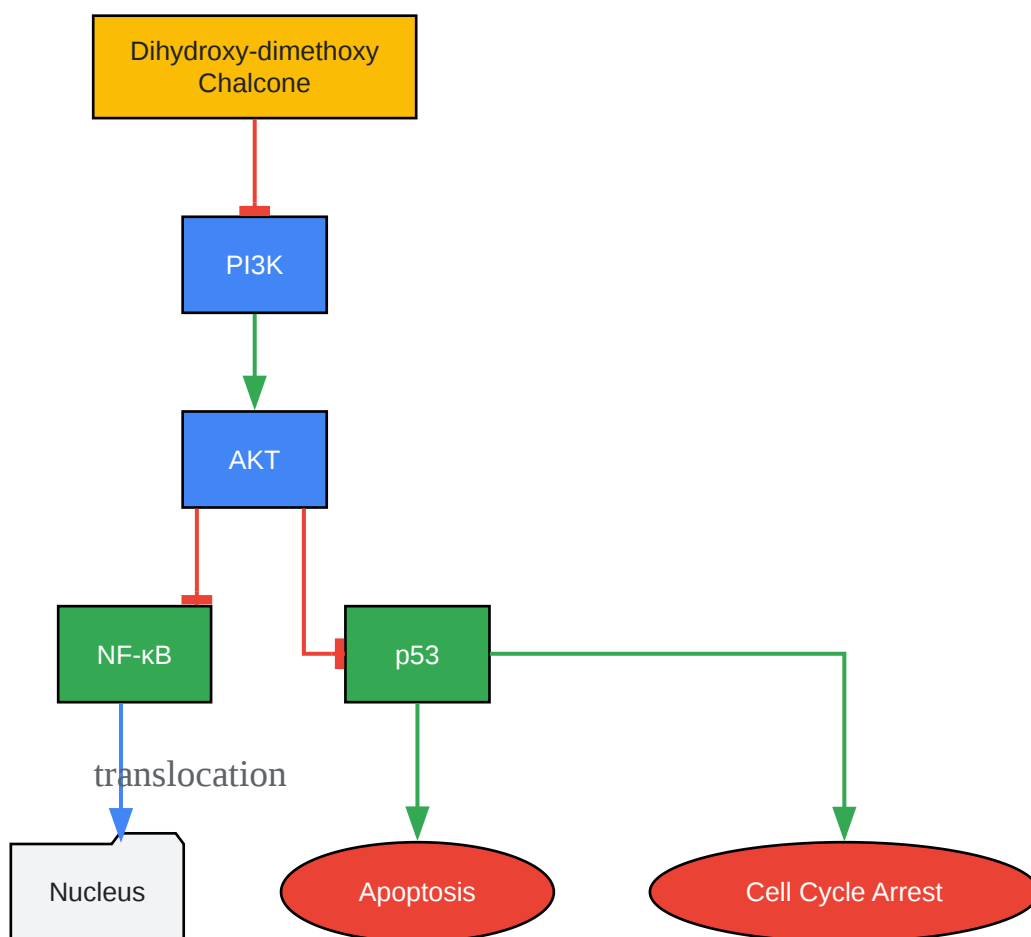 Dihydroxy-dimethoxy
Chalcone
PI3K
AKT
NF-κB
p53
translocation
Nucleus
Apoptosis
Cell Cycle Arrest